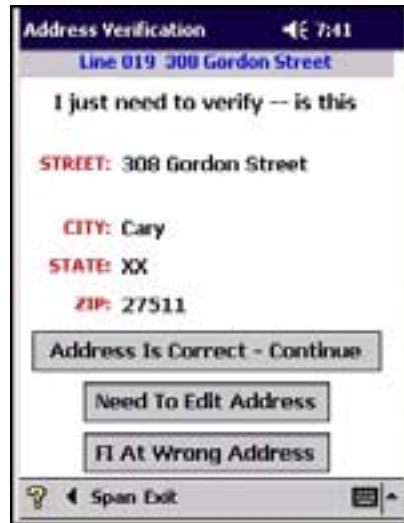 Address Verification 7:41
Line 019 308 Gordon Street
I just need to verify -- is this
STREET: 308 Gordon Street
CITY: Cary
STATE: XX
ZIP: 27511
Address Is Correct - Continue
Need To Edit Address
FI At Wrong Address
? Span Exit